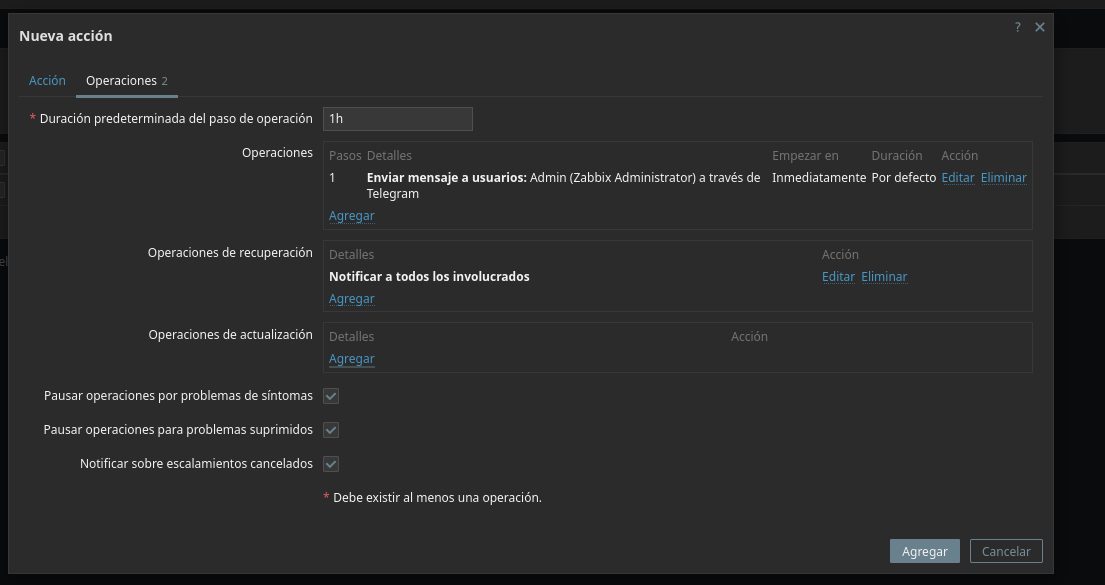 Nueva acción
?
Acción
Operaciones 2
* Duración predeterminada del paso de operación
1h
Operaciones
Pasos Detalles Empezar en Duración Acción
1 Enviar mensaje a usuarios: Admin (Zabbix Administrator) a través de Inmediatamente Por defecto Editar Eliminar
Telegram
Agregar
Operaciones de recuperación
Detalles Acción
Notificar a todos los involucrados Editar Eliminar
Agregar
Operaciones de actualización
Detalles Acción
Agregar
Pausar operaciones por problemas de síntomas
Pausar operaciones para problemas suprimidos
Notificar sobre escalamientos cancelados
* Debe existir al menos una operación.
Agregar Cancelar